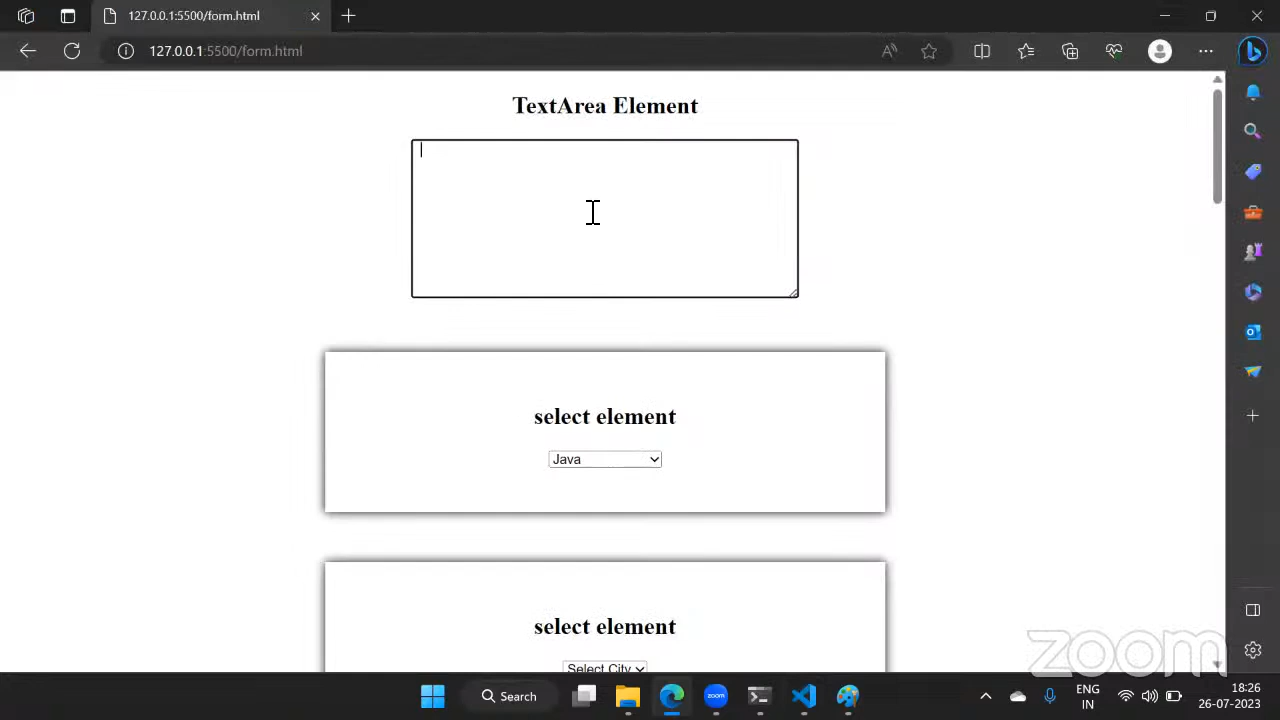 127.0.0.1:5500/form.html
127.0.0.1:5500/form.html
TextArea Element
select element
Java
select element
Select City
zoom
Search
zoom
ENG
IN
18:26
26-07-2023